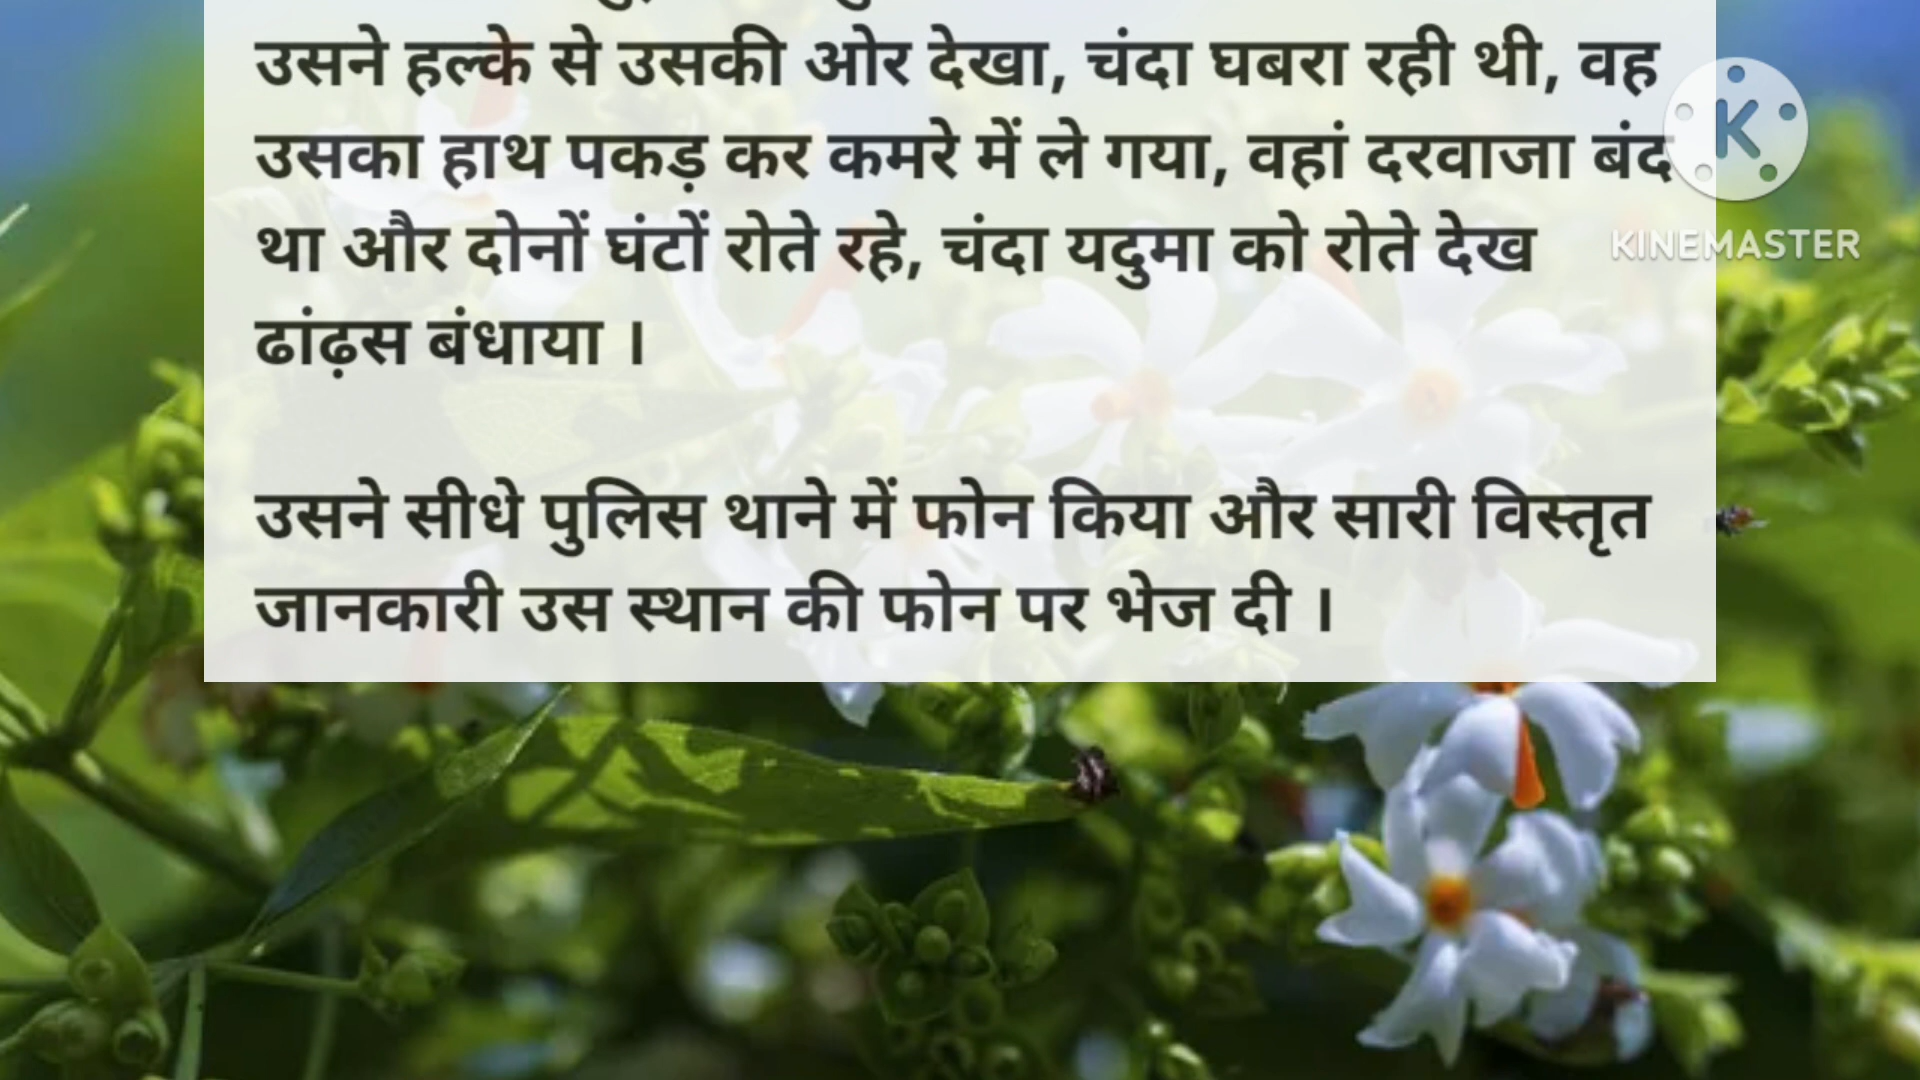 उसने हल्के से उसकी ओर देखा, चंदा घबरा रही थी, वह
उसका हाथ पकड़ कर कमरे में ले गया, वहां दरवाजा बंद
था और दोनों घंटों रोते रहे, चंदा यदुमा को रोते देख
ढांढ़स बंधाया ।
उसने सीधे पुलिस थाने में फोन किया और सारी विस्तृत
जानकारी उस स्थान की फोन पर भेज दी ।
K
KINEMASTER